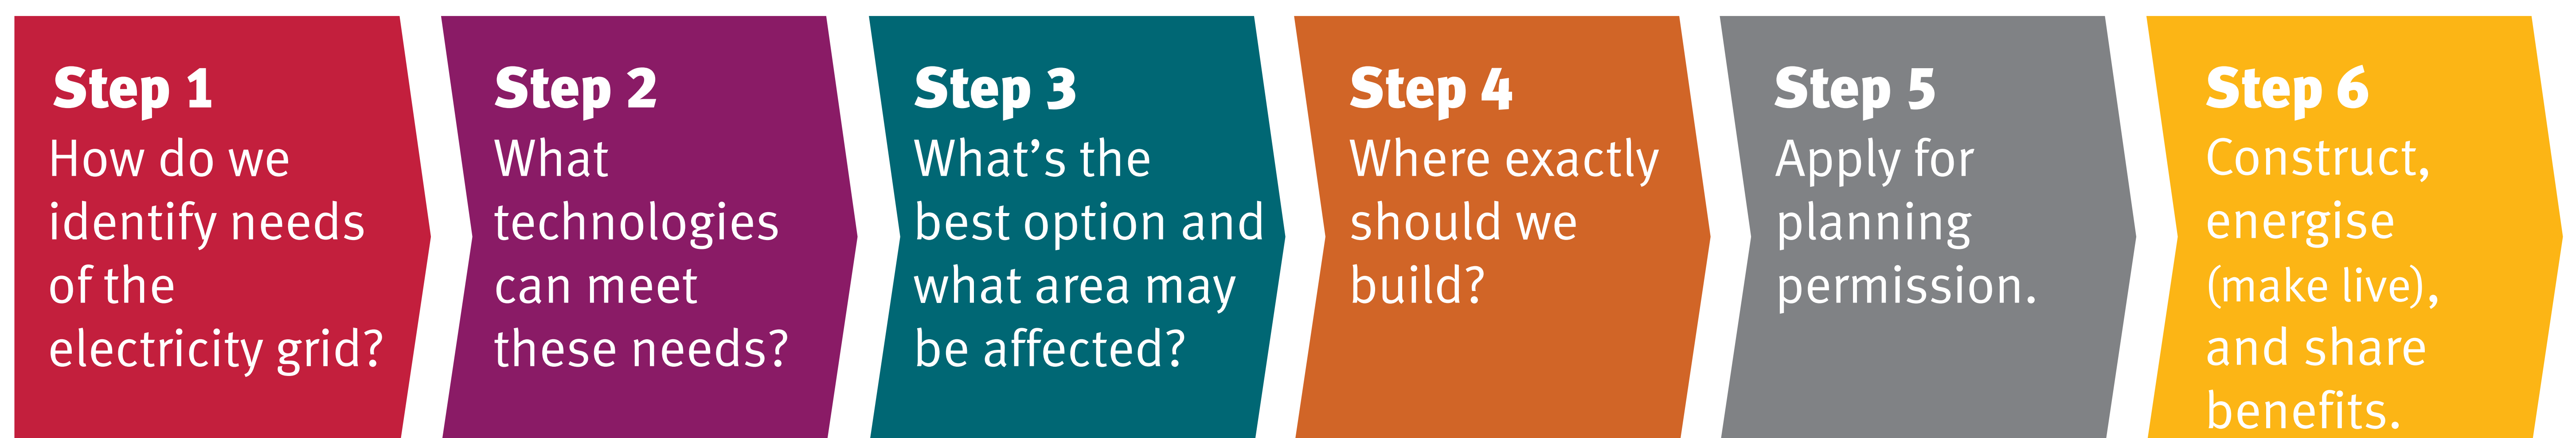 Step 1
How do we
identify needs
of the
electricity grid?
Step 2
What
technologies
can meet
these needs?
Step 3
What’s the
best option and
what area may
be affected?
Step 4
Where exactly
should we
build?
Step 5
Apply for
planning
permission.
Step 6
Construct,
energise
(make live),
and share
benefits.